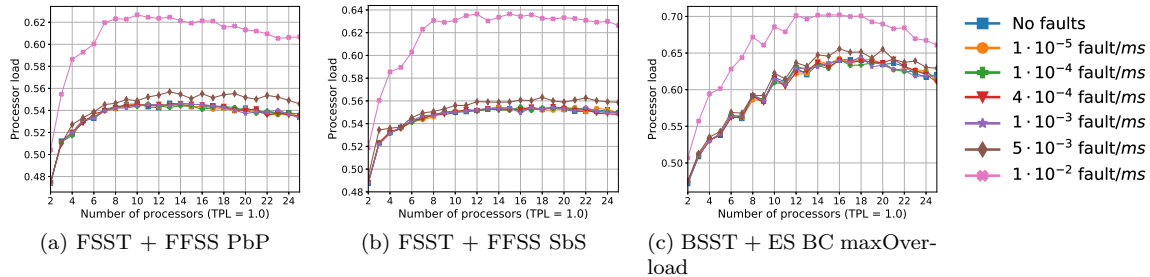 0.62
0.60
0.58
0.56
0.54
0.52
0.50
0.48
Processor load
2 4 6 8 10 12 14 16 18 20 22 24
Number of processors (TPL = 1.0)
(a) FSST + FFSS PbP
0.64
0.62
0.60
0.58
0.56
0.54
0.52
0.50
0.48
Processor load
2 4 6 8 10 12 14 16 18 20 22 24
Number of processors (TPL = 1.0)
(b) FSST + FFSS SbS
0.70
0.65
0.60
0.55
0.50
Processor load
2 4 6 8 10 12 14 16 18 20 22 24
Number of processors (TPL = 1.0)
(c) BSST + ES BC maxOver-
load
No faults
1 · 10⁻⁵ fault/ms
1 · 10⁻⁴ fault/ms
4 · 10⁻⁴ fault/ms
1 · 10⁻³ fault/ms
5 · 10⁻³ fault/ms
1 · 10⁻² fault/ms